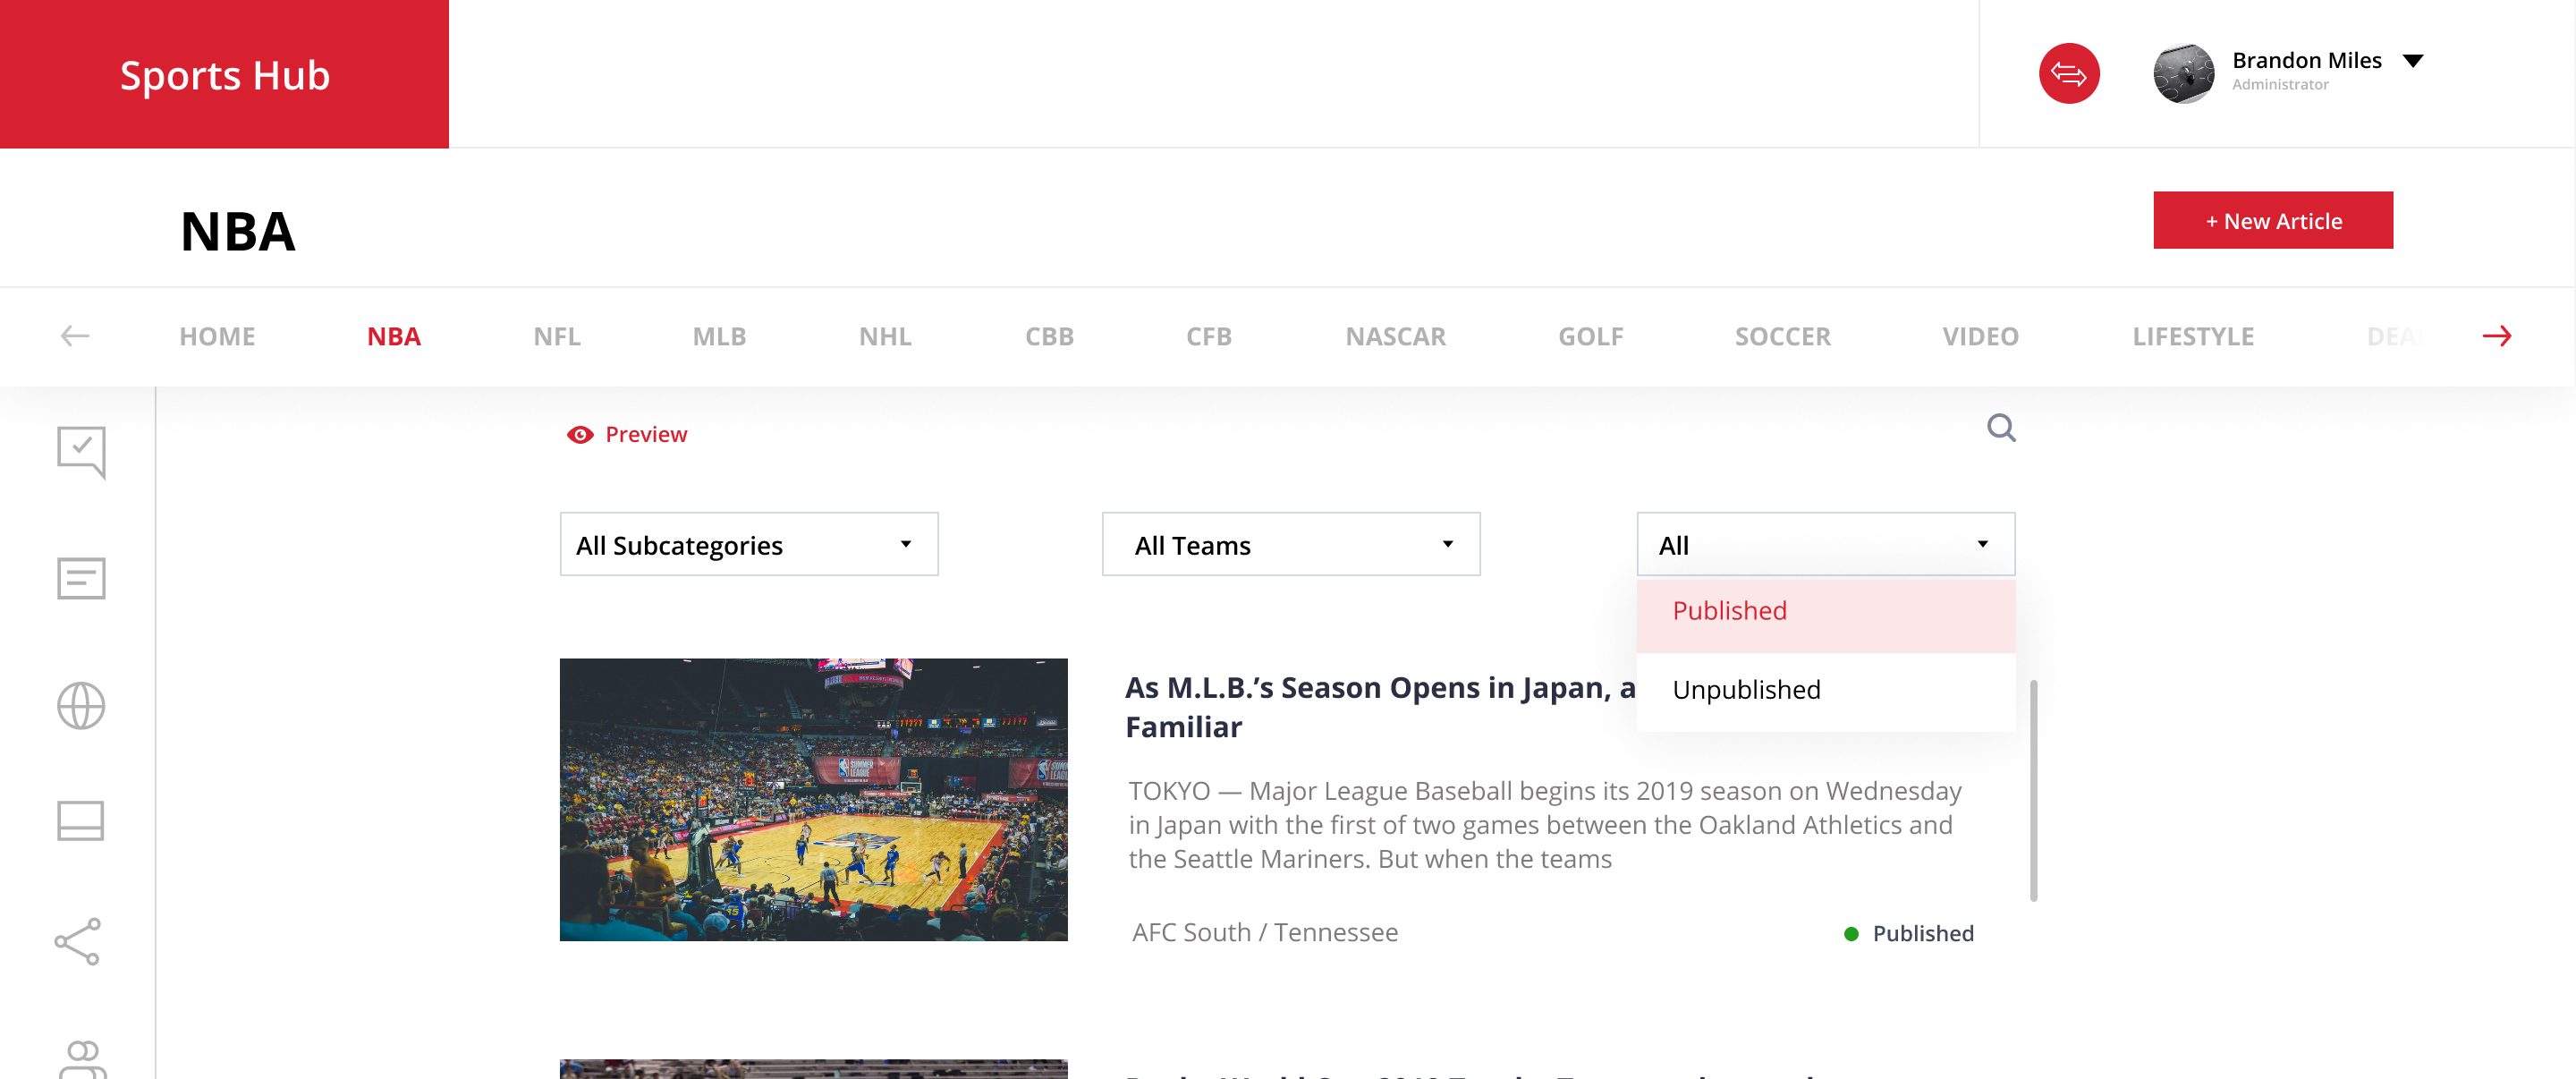 Sports Hub
Brandon Miles
Administrator
NBA
+ New Article
HOME NBA NFL MLB NHL CBB CFB NASCAR GOLF SOCCER VIDEO LIFESTYLE
Preview
All Subcategories
All Teams
All
Published
Unpublished
As M.L.B.’s Season Opens in Japan, a
Familiar
SUMMER
LEAGUE
TOKYO — Major League Baseball begins its 2019 season on Wednesday
in Japan with the first of two games between the Oakland Athletics and
the Seattle Mariners. But when the teams
AFC South / Tennessee
Published